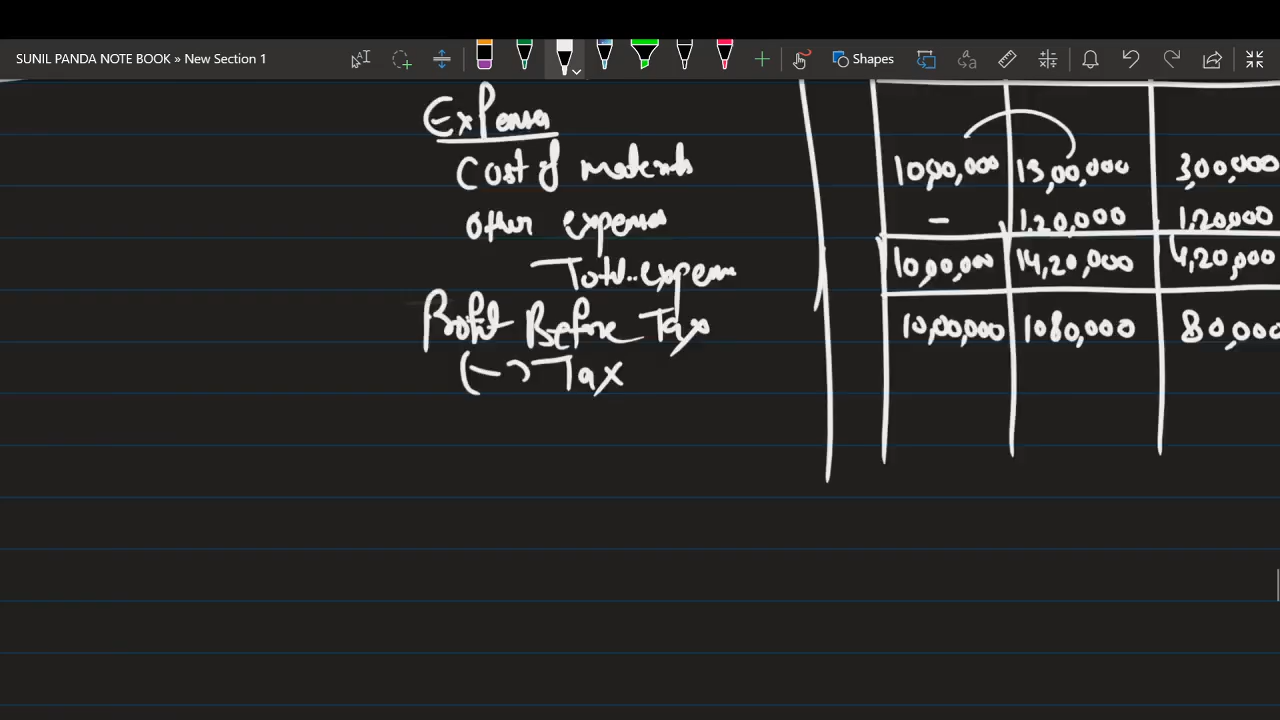 SUNIL PANDA NOTE BOOK » New Section 1 Shapes
Expenses
Cost of materials 10,00,000 13,00,000 3,00,000
Other expenses – 1,20,000 1,20,000
Total expense 10,00,000 14,20,000 4,20,000
Profit Before Tax 10,00,000 1080,000 80,000
(-) Tax